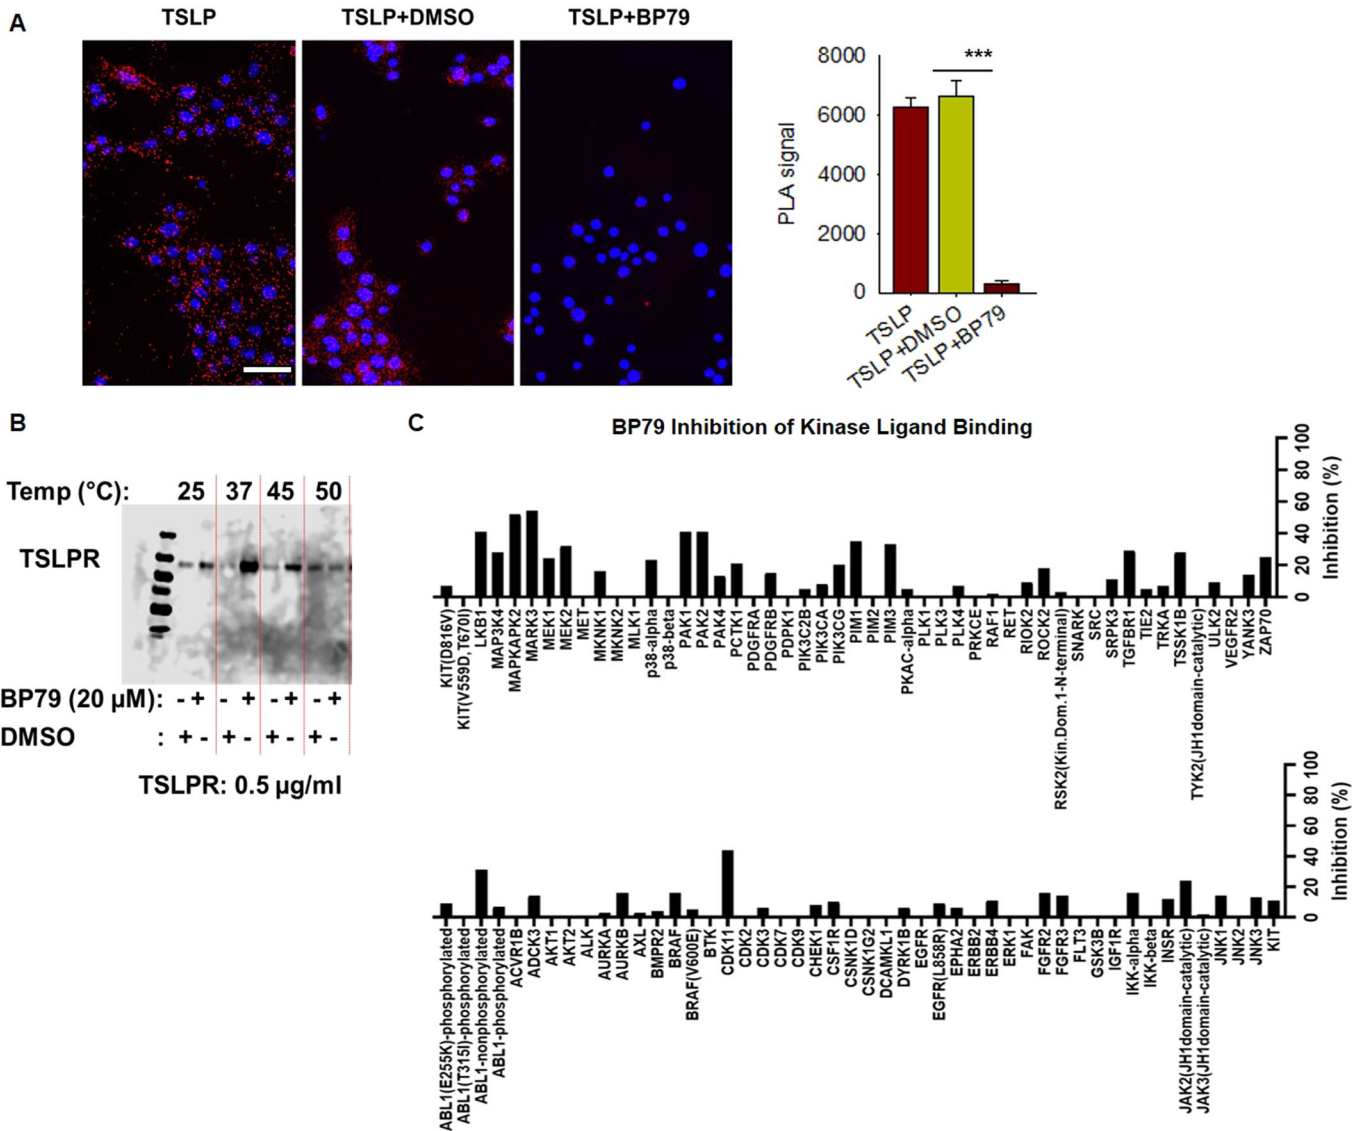 A
TSLP
TSLP+DMSO
TSLP+BP79
8000
6000
4000
2000
0
PLA signal
***
TSLP
TSLP+DMSO
TSLP+BP79
B
Temp (°C): 25 37 45 50
TSLPR
BP79 (20 µM): - + - + - + - +
DMSO : + - + - + - + -
TSLPR: 0.5 µg/ml
C
BP79 Inhibition of Kinase Ligand Binding
100
80
60
40
20
0
Inhibition (%)
KIT(D816V)
KIT(V559D,T670I)
LKB1
MAP3K4
MAPKAPK2
MARK3
MEK1
MEK2
MET
MKNK1
MKNK2
MLK1
p38-alpha
p38-beta
PAK1
PAK2
PAK4
PCTK1
PDGFRA
PDGFRB
PDPK1
PIK3C2B
PIK3CA
PIK3CG
PIM1
PIM2
PIM3
PKAC-alpha
PLK1
PLK3
PLK4
PRKCE
RAF1
RET
RIOK2
ROCK2
RSK2(Kin.Dom.1-N-terminal)
SNARK
SRC
SRPK3
TGFBR1
TIE2
TRKA
TSSK1B
TYK2(JH1domain-catalytic)
ULK2
VEGFR2
YANK3
ZAP70
100
80
60
40
20
0
Inhibition (%)
ABL1(E255K)-phosphorylated
ABL1(T315I)-phosphorylated
ABL1-nonphosphorylated
ABL1-phosphorylated
ACVR1B
ADCK3
AKT1
AKT2
ALK
AURKA
AURKB
AXL
BMPR2
BRAF
BRAF(V600E)
BTK
CDK11
CDK2
CDK3
CDK7
CDK9
CHEK1
CSF1R
CSNK1D
CSNK1G2
DCAMKL1
DYRK1B
EGFR
EGFR(L858R)
EPHA2
ERBB2
ERBB4
ERK1
FAK
FGFR2
FGFR3
FLT3
GSK3B
IGF1R
IKK-alpha
IKK-beta
INSR
JAK2(JH1domain-catalytic)
JAK3(JH1domain-catalytic)
JNK1
JNK2
JNK3
KIT